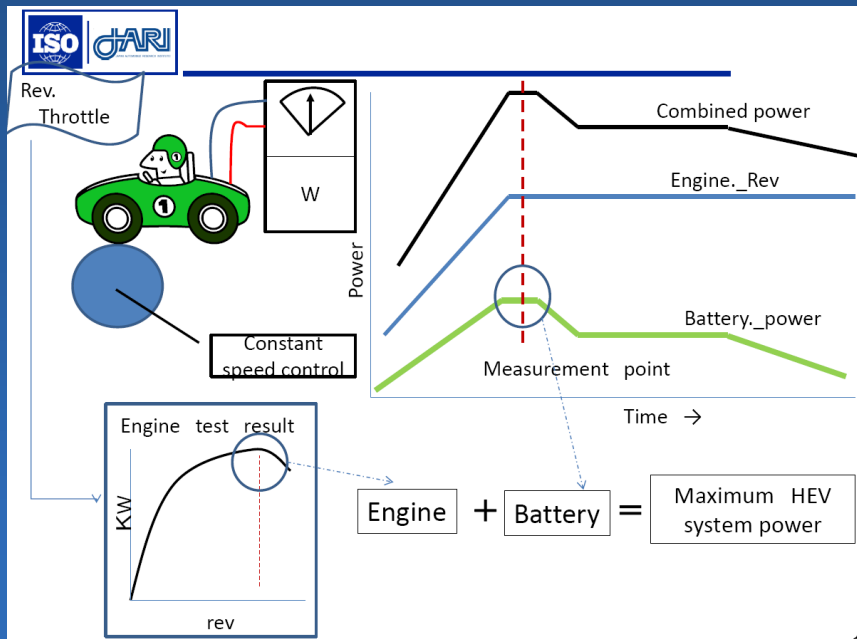 ISO
JARI
Rev.
Throttle
1
1
W
Power
Combined power
Engine._Rev
Battery._power
Measurement point
Time →
Constant
speed control
Engine test result
KW
rev
Engine + Battery = Maximum HEV
system power